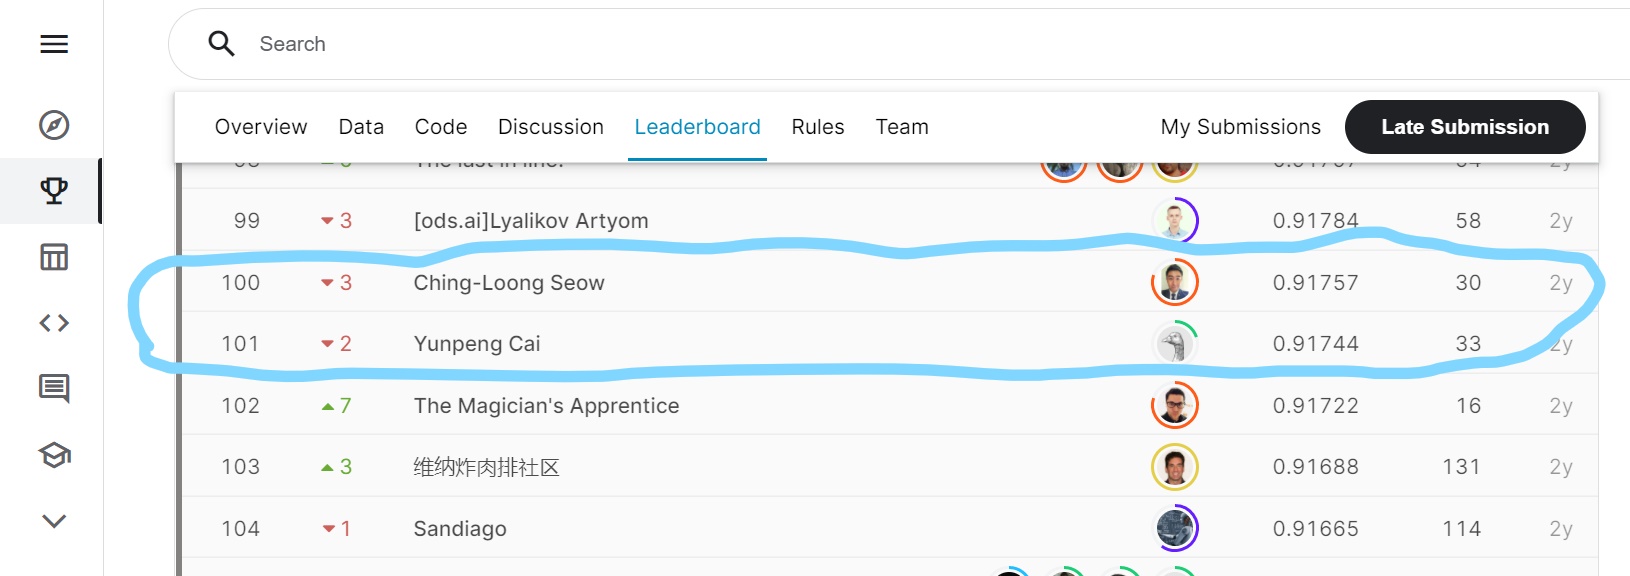 Search
Overview Data Code Discussion Leaderboard Rules Team My Submissions Late Submission
2y
99 3 [ods.ai]Lyalikov Artyom 0.91784 58 2y
100 3 Ching-Loong Seow 0.91757 30 2y
101 2 Yunpeng Cai 0.91744 33 2y
102 7 The Magician's Apprentice 0.91722 16 2y
103 3 维纳炸肉排社区 0.91688 131 2y
104 1 Sandiago 0.91665 114 2y